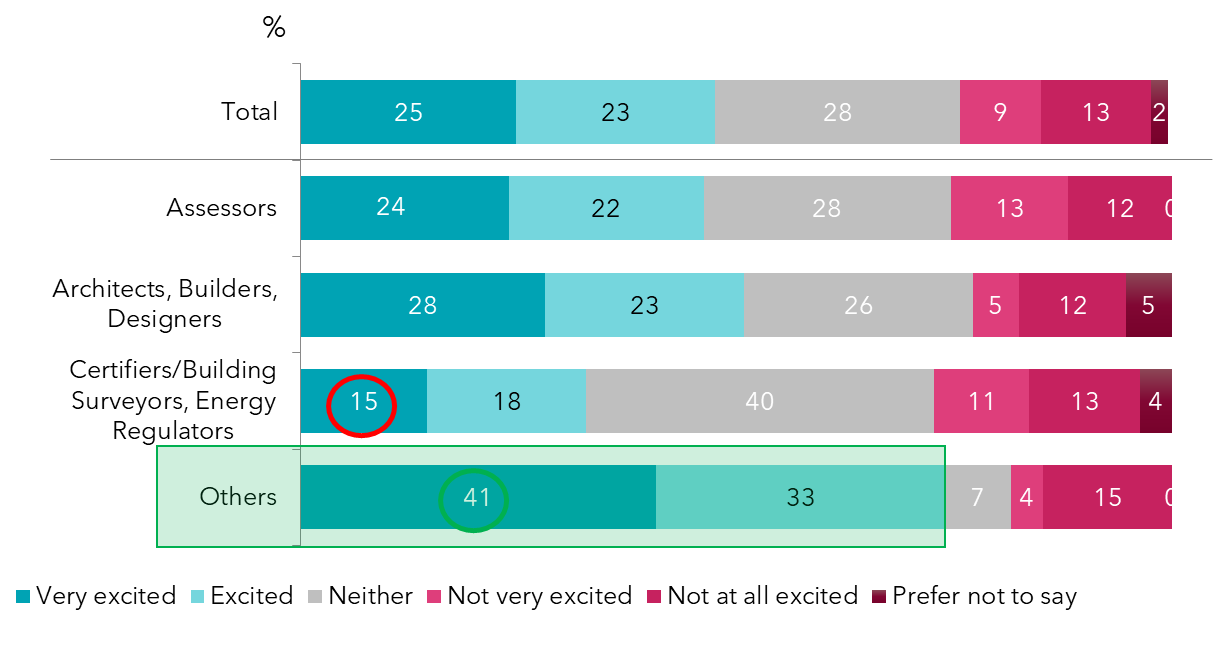 %
Total
25 23 28 9 13 2
Assessors
24 22 28 13 12 0
Architects, Builders,
Designers
28 23 26 5 12 5
Certifiers/Building
Surveyors, Energy
Regulators
15 18 40 11 13 4
Others
41 33 7 4 15 0
Very excited Excited Neither Not very excited Not at all excited Prefer not to say